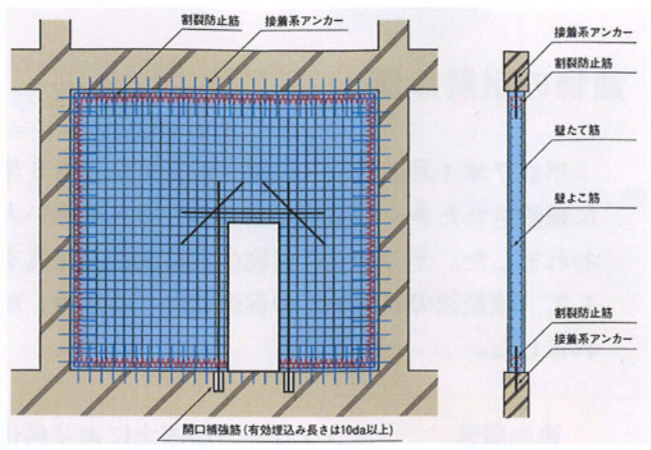 割裂防止筋
接着系アンカー
接着系アンカー
割裂防止筋
壁たて筋
壁よこ筋
割裂防止筋
接着系アンカー
開口補強筋(有効埋込み長さは10da以上)